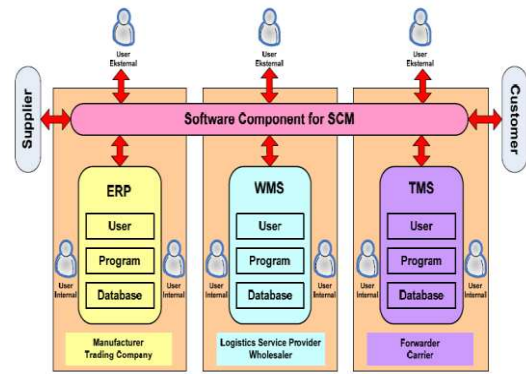 User
Eksternal
User
Eksternal
User
Eksternal
Supplier
Software Component for SCM
Customer
ERP
User
Program
Database
User
Internal
User
Internal
Manufacturer
Trading Company
WMS
User
Program
Database
User
Internal
User
Internal
Logistics Service Provider
Wholesaler
TMS
User
Program
Database
User
Internal
User
Internal
Forwarder
Carrier